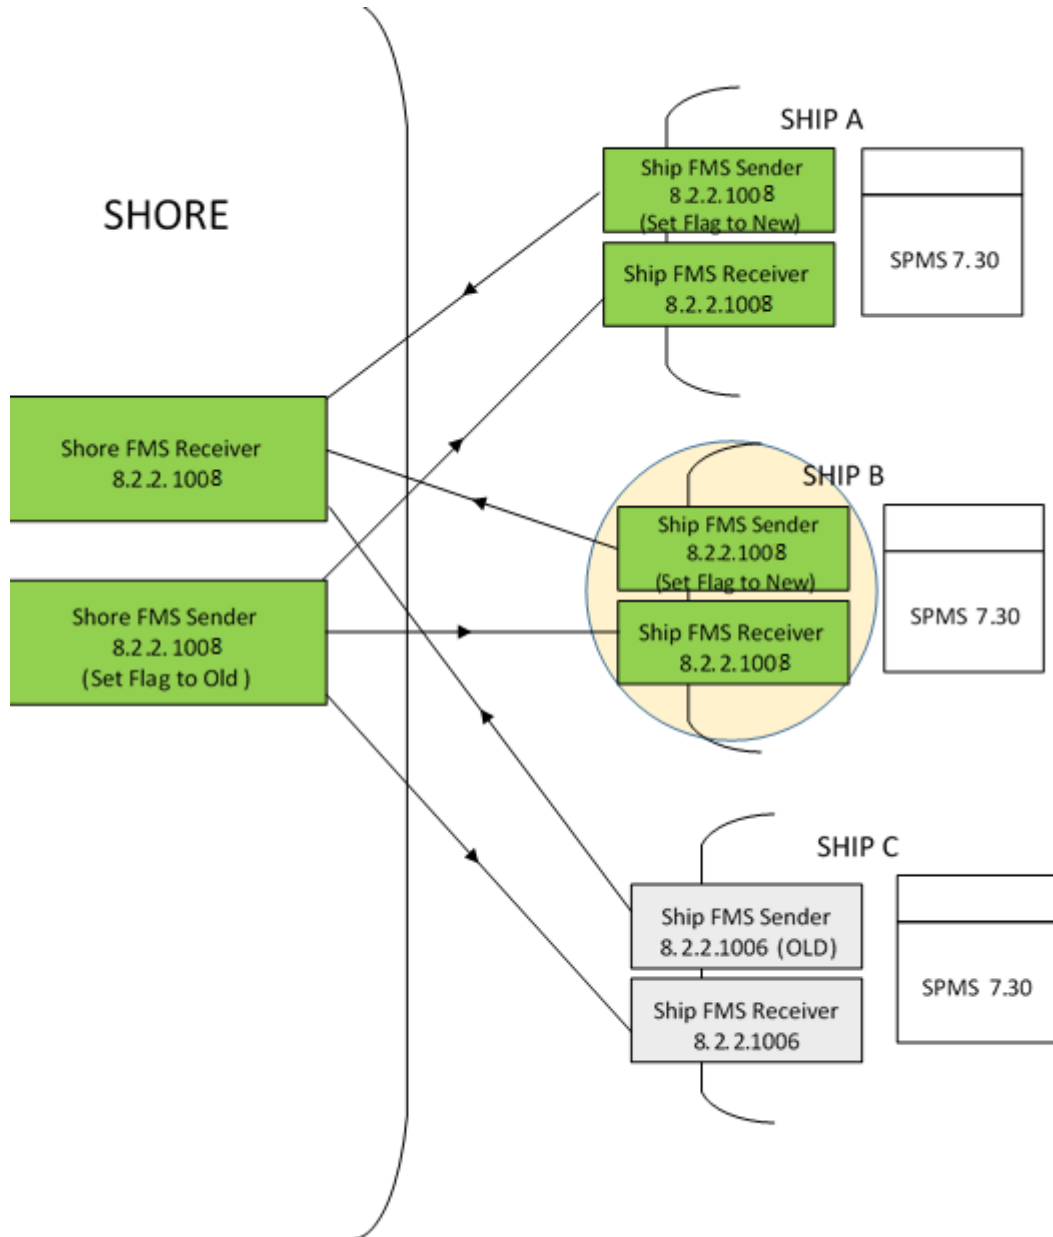 SHORE
Shore FMS Receiver
8.2.2. 1008
Shore FMS Sender
8.2.2. 1008
(Set Flag to Old )
SHIP A
Ship FMS Sender
8.2.2.1008
(Set Flag to New)
Ship FMS Receiver
8.2.2.1008
SPMS 7.30
SHIP B
Ship FMS Sender
8.2.2.1008
(Set Flag to New)
Ship FMS Receiver
8.2.2.1008
SPMS 7.30
SHIP C
Ship FMS Sender
8.2.2.1006 (OLD)
Ship FMS Receiver
8.2.2.1006
SPMS 7.30